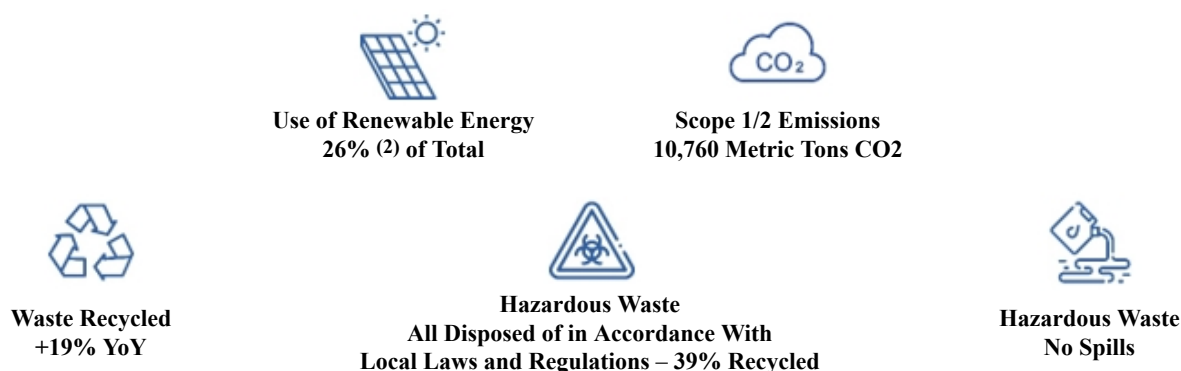 CO₂
Use of Renewable Energy
26% (2) of Total
Scope 1/2 Emissions
10,760 Metric Tons CO2
Waste Recycled
+19% YoY
Hazardous Waste
All Disposed of in Accordance With
Local Laws and Regulations – 39% Recycled
Hazardous Waste
No Spills